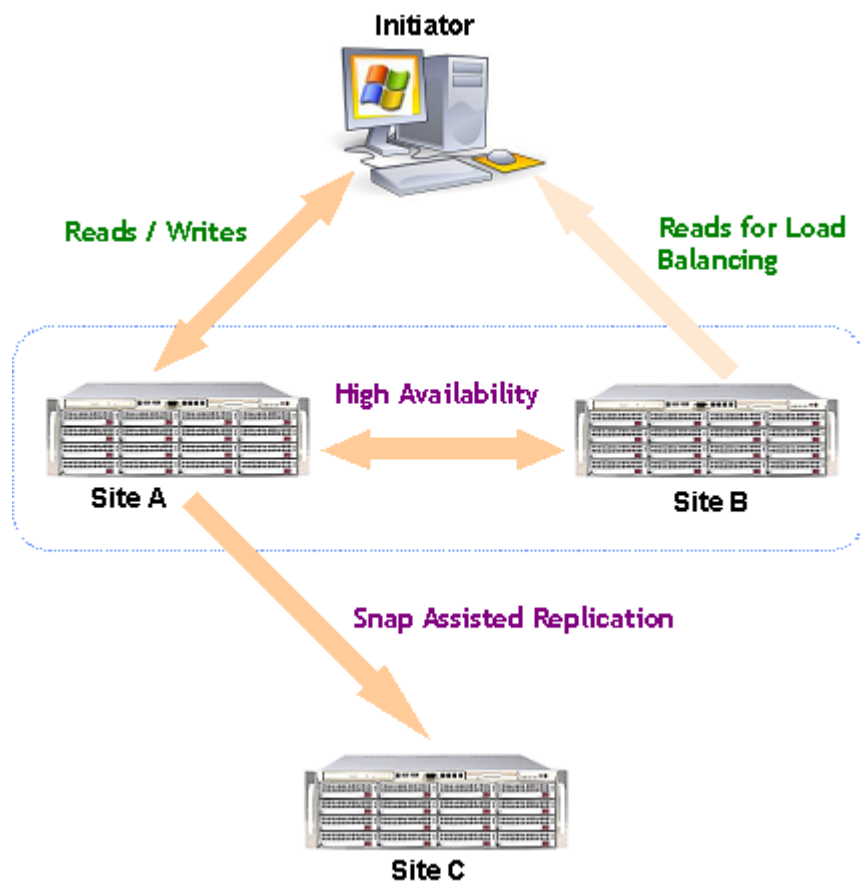 Initiator
Reads / Writes
Reads for Load
Balancing
High Availability
Site A
Site B
Snap Assisted Replication
Site C